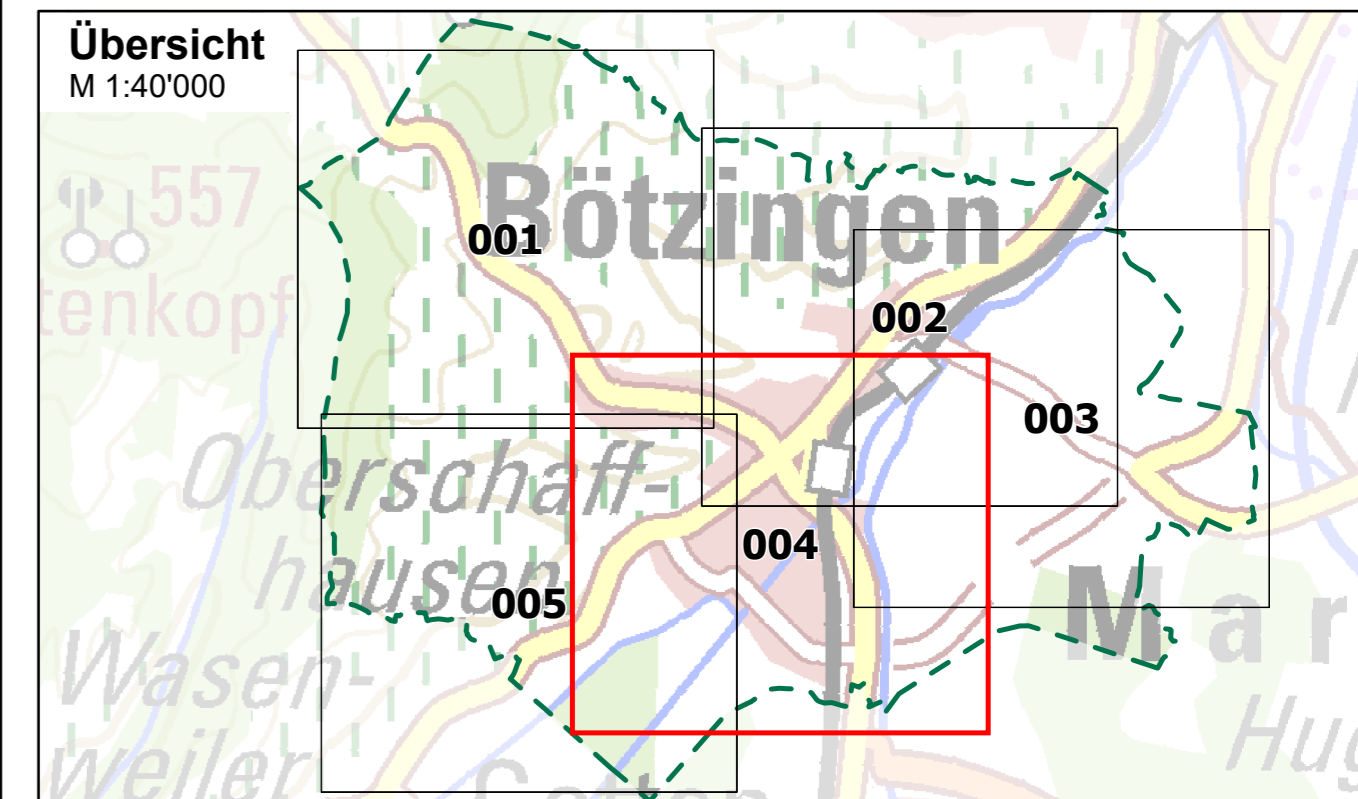 Übersicht
M 1:40'000
557
tenkopf
Bötzingen
001
002
003
Oberschaff-
hausen
004
005
Wasen-
weiler
Mar
Hug